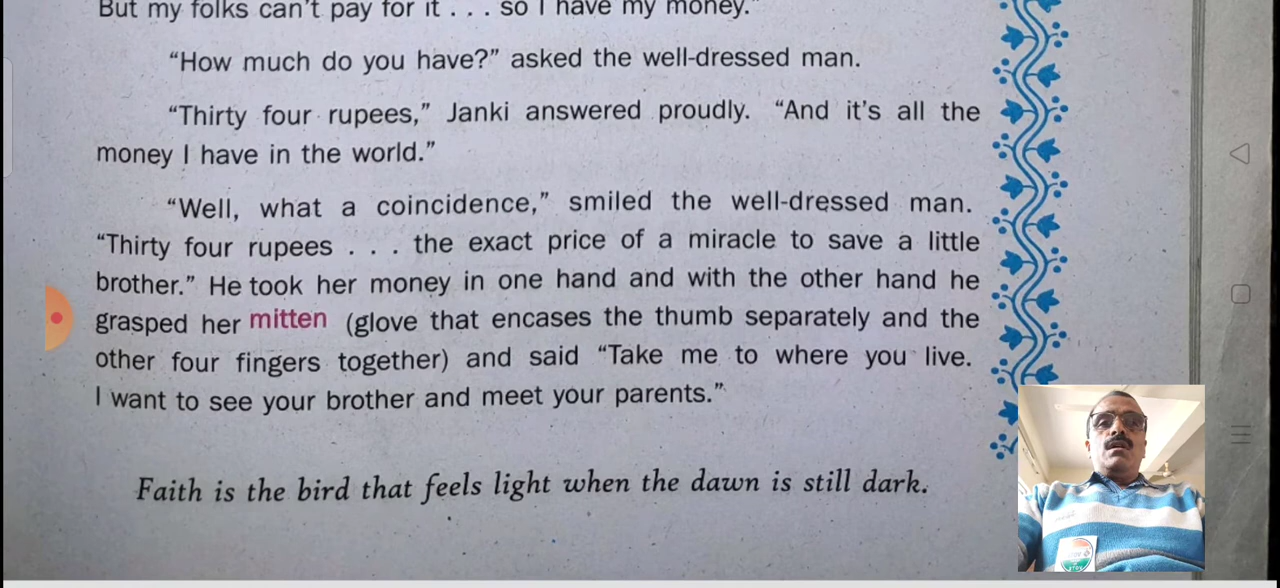 But my folks can't pay for it . . . so I have my money."
"How much do you have?" asked the well-dressed man.
"Thirty four rupees," Janki answered proudly. "And it's all the
money I have in the world."
"Well, what a coincidence," smiled the well-dressed man.
"Thirty four rupees . . . the exact price of a miracle to save a little
brother." He took her money in one hand and with the other hand he
grasped her mitten (glove that encases the thumb separately and the
other four fingers together) and said "Take me to where you live.
I want to see your brother and meet your parents."
Faith is the bird that feels light when the dawn is still dark.